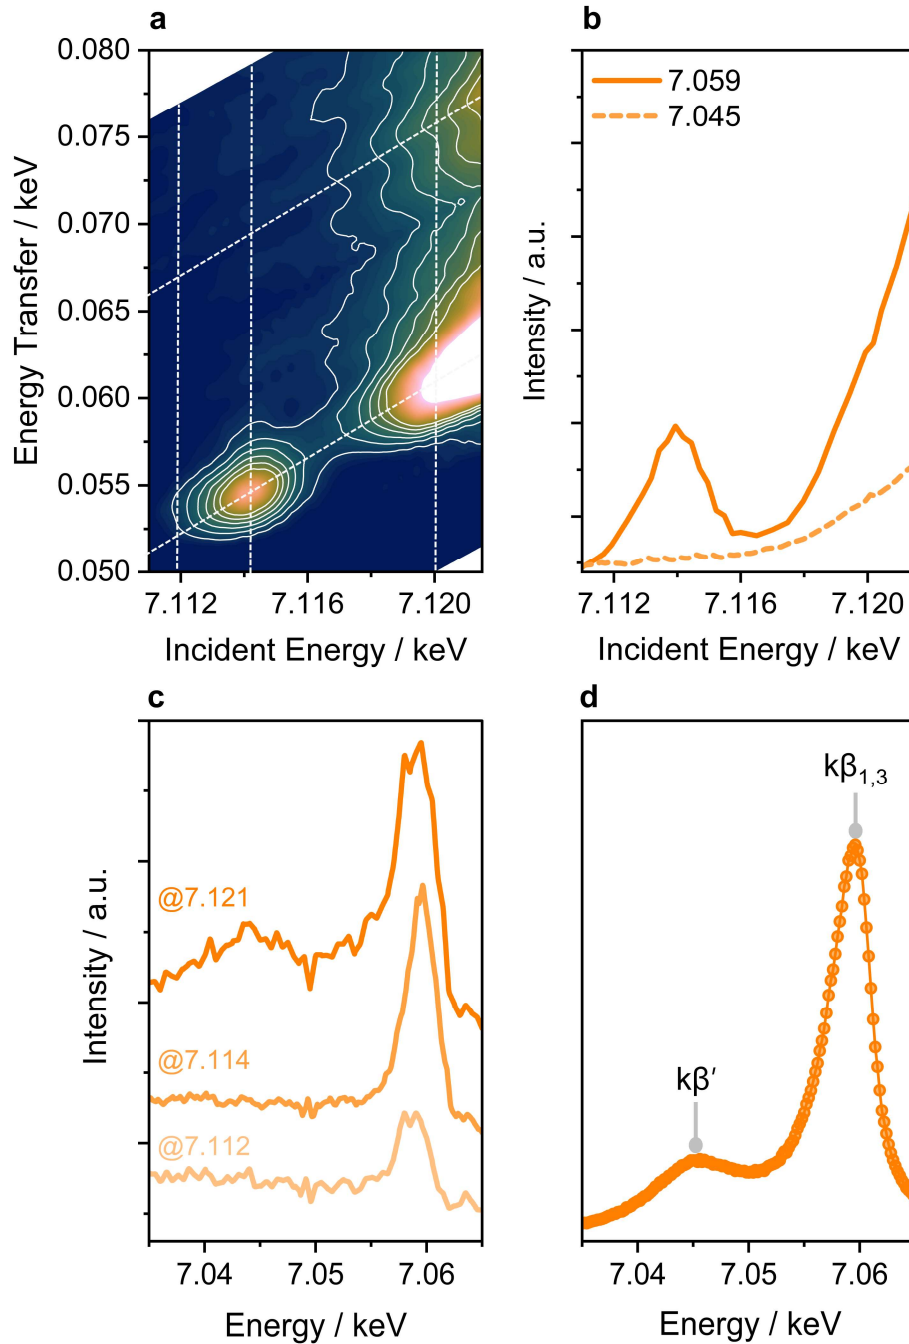 a
0.080
0.075
0.070
0.065
0.060
0.055
0.050
Energy Transfer / keV
7.112 7.116 7.120
Incident Energy / keV
b
7.059
7.045
Intensity / a.u.
7.112 7.116 7.120
Incident Energy / keV
c
@7.121
@7.114
@7.112
Intensity / a.u.
7.04 7.05 7.06
Energy / keV
d
kβ1,3
kβ′
7.04 7.05 7.06
Energy / keV